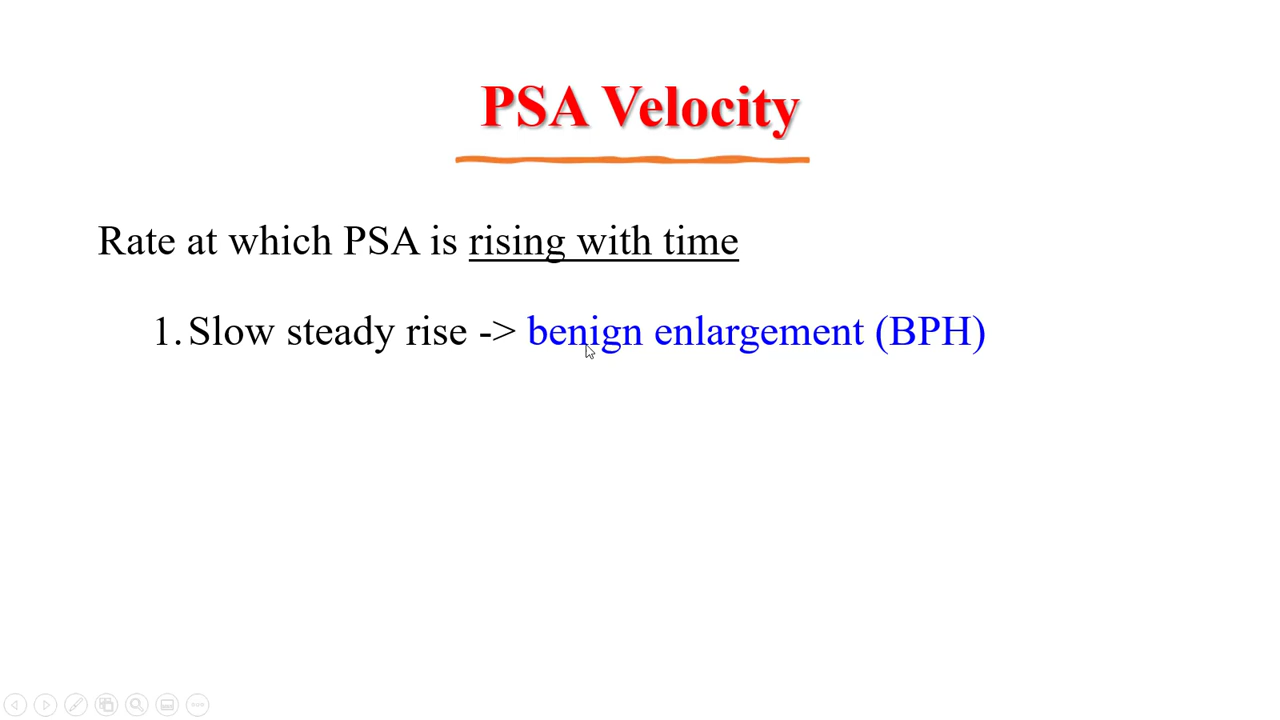 PSA Velocity
Rate at which PSA is rising with time
1. Slow steady rise -> benign enlargement (BPH)